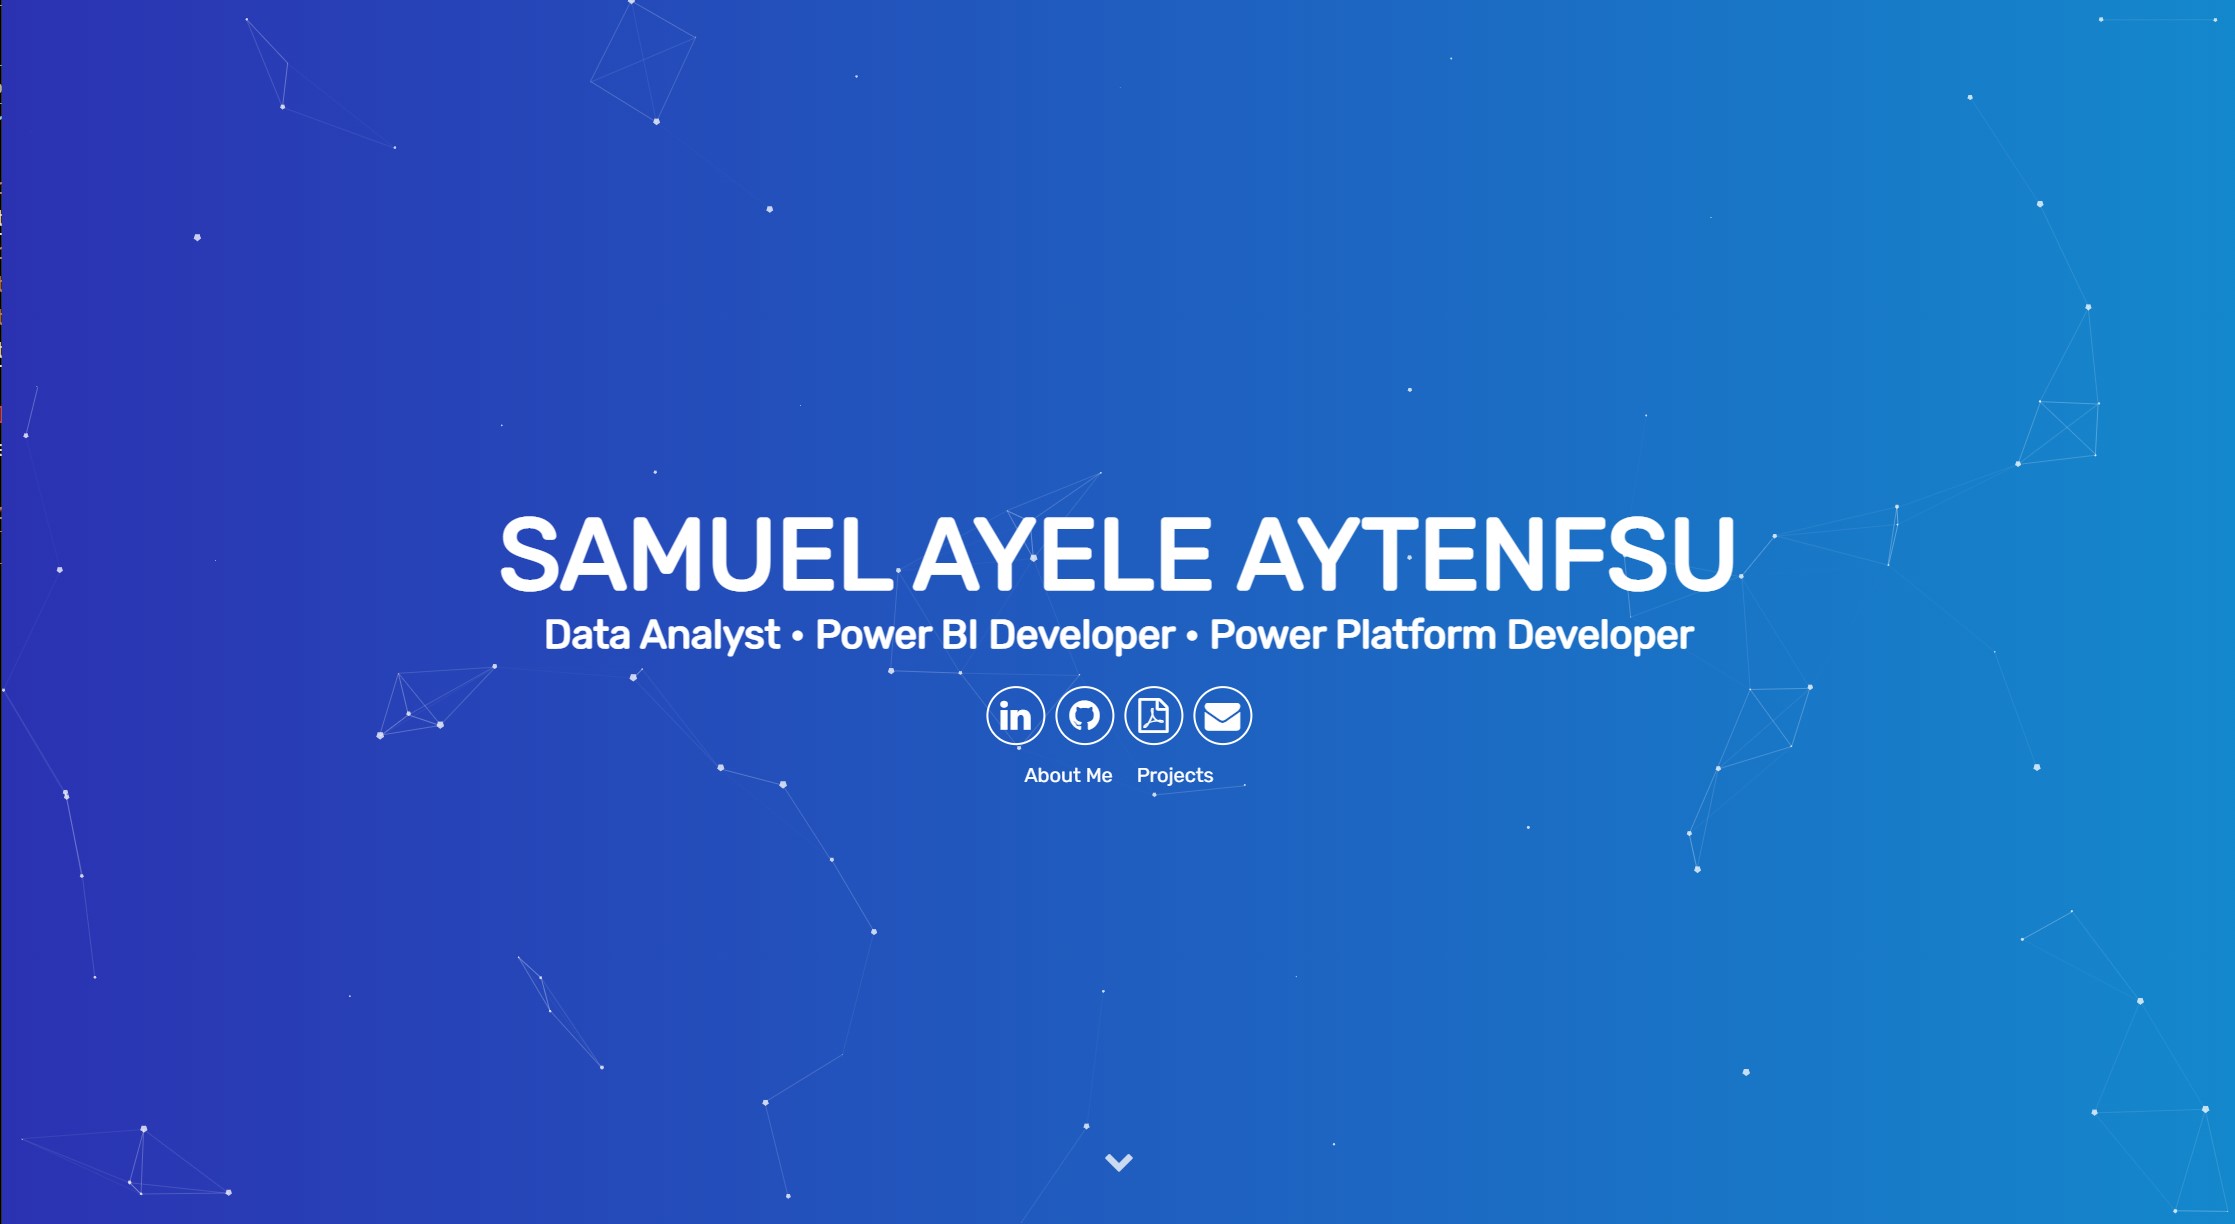 SAMUEL AYELE AYTENFSU
Data Analyst • Power BI Developer • Power Platform Developer
in
About Me Projects